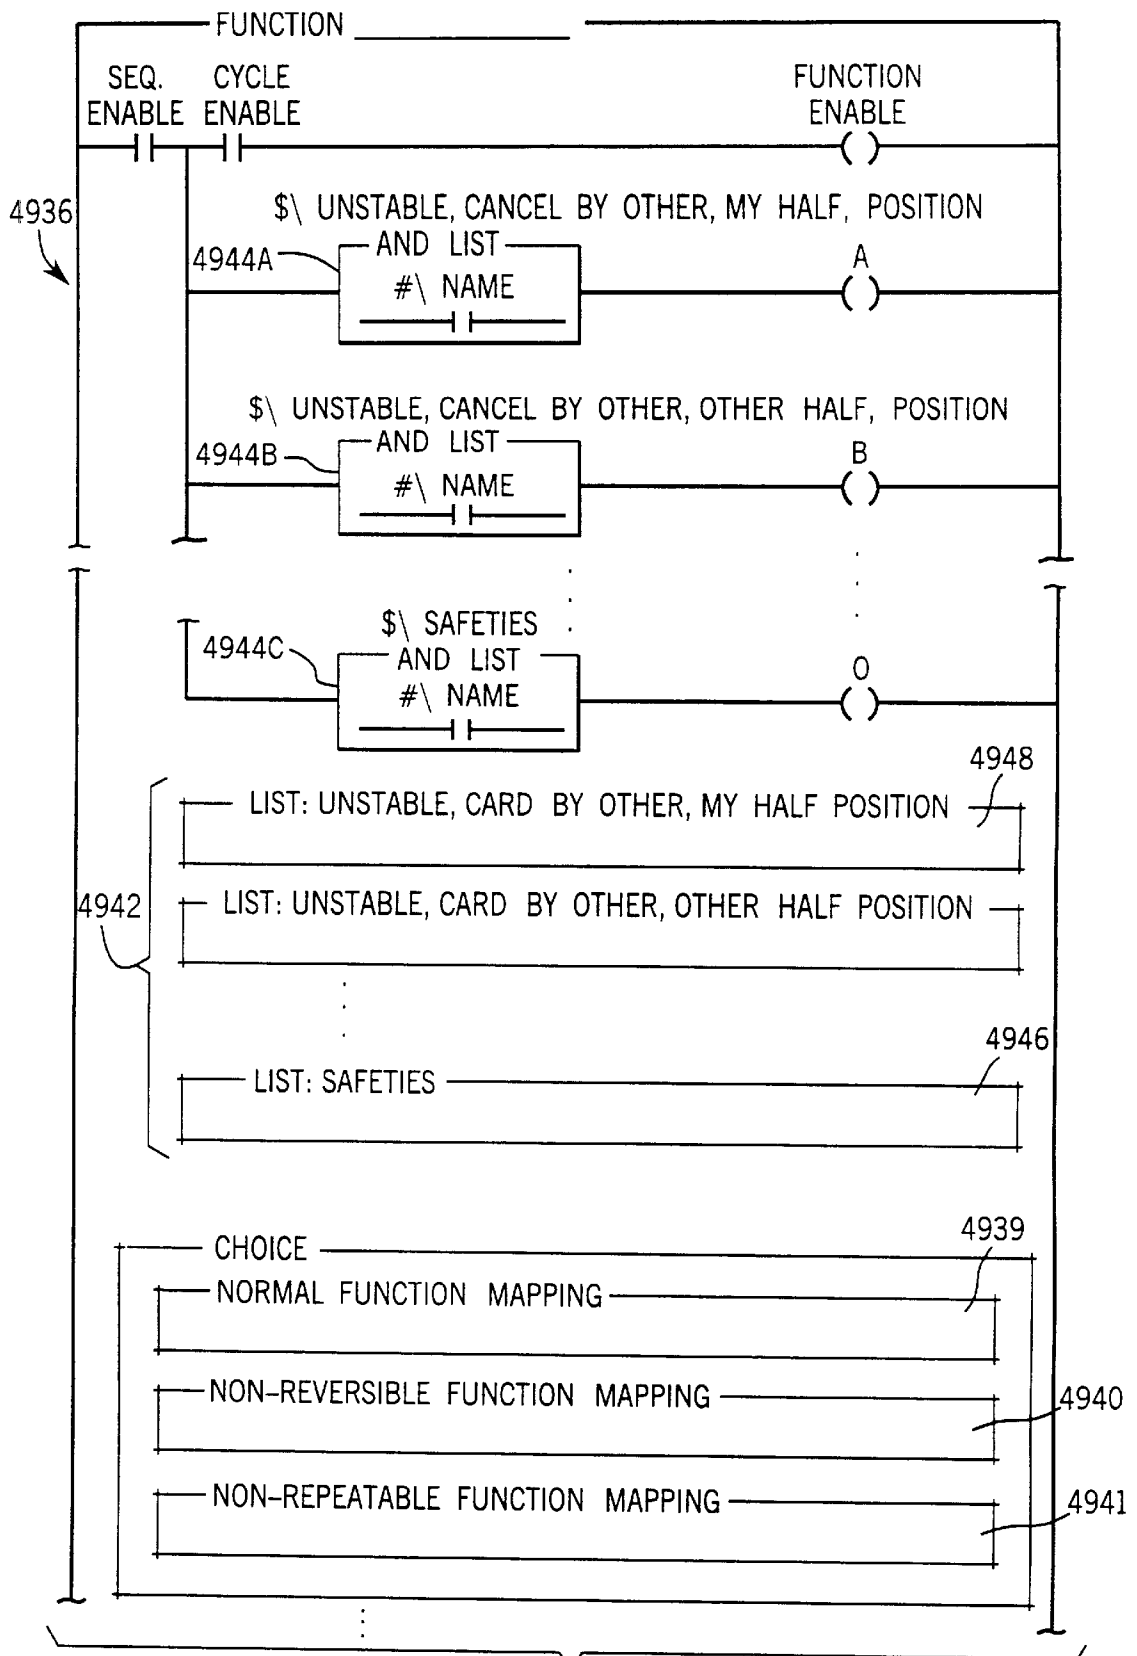 FUNCTION
SEQ. ENABLE
CYCLE ENABLE
FUNCTION ENABLE
4936
$\ UNSTABLE, CANCEL BY OTHER, MY HALF, POSITION
4944A
AND LIST
#\ NAME
A
$\ UNSTABLE, CANCEL BY OTHER, OTHER HALF, POSITION
4944B
AND LIST
#\ NAME
B
$\ SAFETIES
4944C
AND LIST
#\ NAME
O
4948
LIST: UNSTABLE, CARD BY OTHER, MY HALF POSITION
4942
LIST: UNSTABLE, CARD BY OTHER, OTHER HALF POSITION
4946
LIST: SAFETIES
4939
CHOICE
NORMAL FUNCTION MAPPING
NON-REVERSIBLE FUNCTION MAPPING
4940
NON-REPEATABLE FUNCTION MAPPING
4941